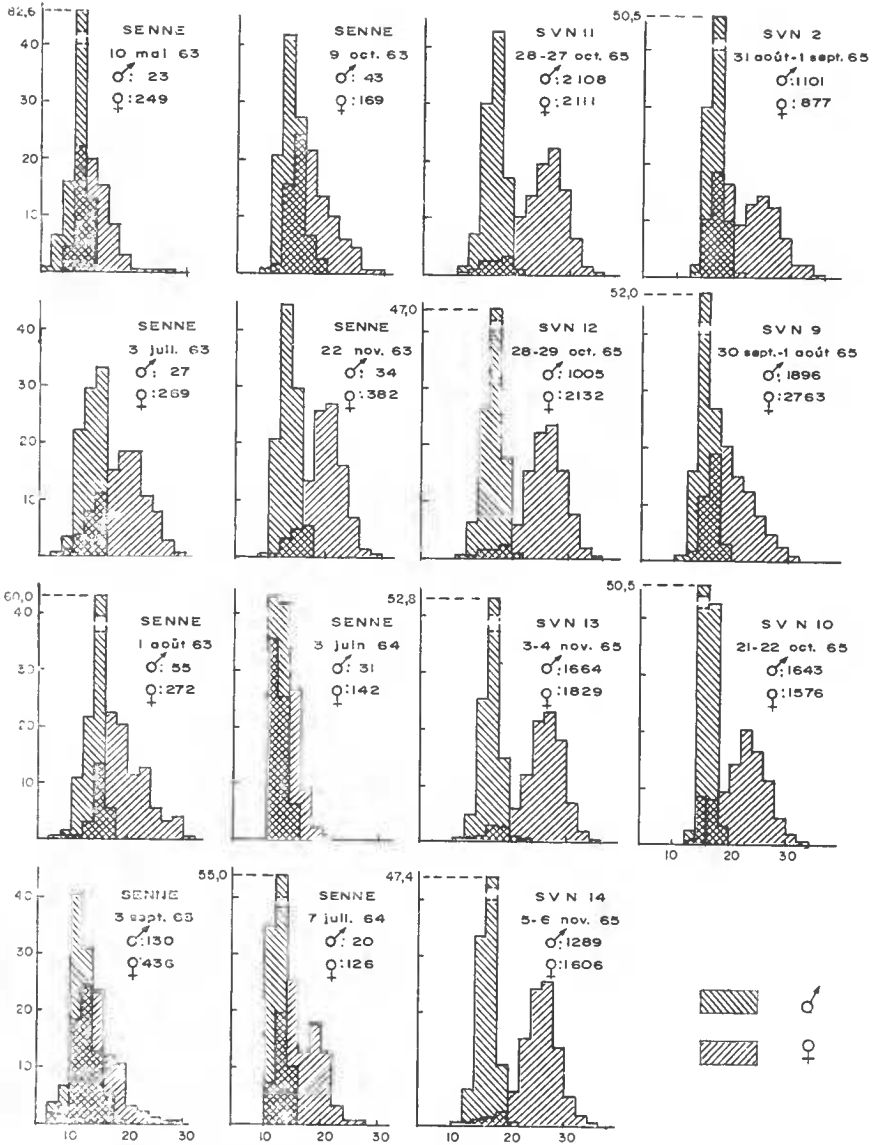 82,6
40
30
20
10
SENNE
10 mai 63
♂: 23
♀:249
SENNE
9 oct. 63
♂: 43
♀:169
SVN 11
28-27 oct. 65
♂:2108
♀:2111
50,5
SVN 2
31 août-1 sept. 65
♂:1101
♀:877
40
30
20
10
SENNE
3 juil. 63
♂: 27
♀:269
SENNE
22 nov. 63
♂: 34
♀:382
47,0
SVN 12
28-29 oct. 65
♂:1005
♀:2132
52,0
SVN 9
30 sept.-1 août 65
♂:1896
♀:2763
60,0
40
30
20
10
SENNE
1 août 63
♂: 55
♀:272
SENNE
3 juin 64
♂: 31
♀:142
52,8
SVN 13
3-4 nov. 65
♂:1664
♀:1829
50,5
SVN 10
21-22 oct. 65
♂:1643
♀:1576
10 20 30
40
30
20
10
SENNE
3 sept. 63
♂:130
♀:436
10 20 30
55,0
SENNE
7 juil. 64
♂: 20
♀:126
10 20 30
47,4
SVN 14
5-6 nov. 65
♂:1289
♀:1606
10 20 30
♂
♀